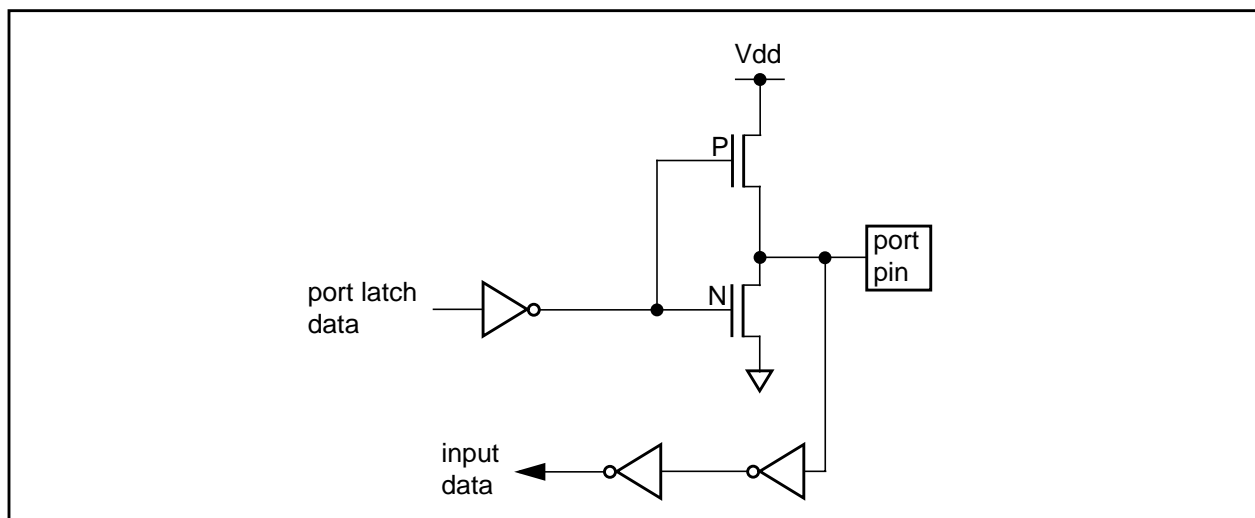 Vdd
P
port
pin
N
port latch
data
input
data